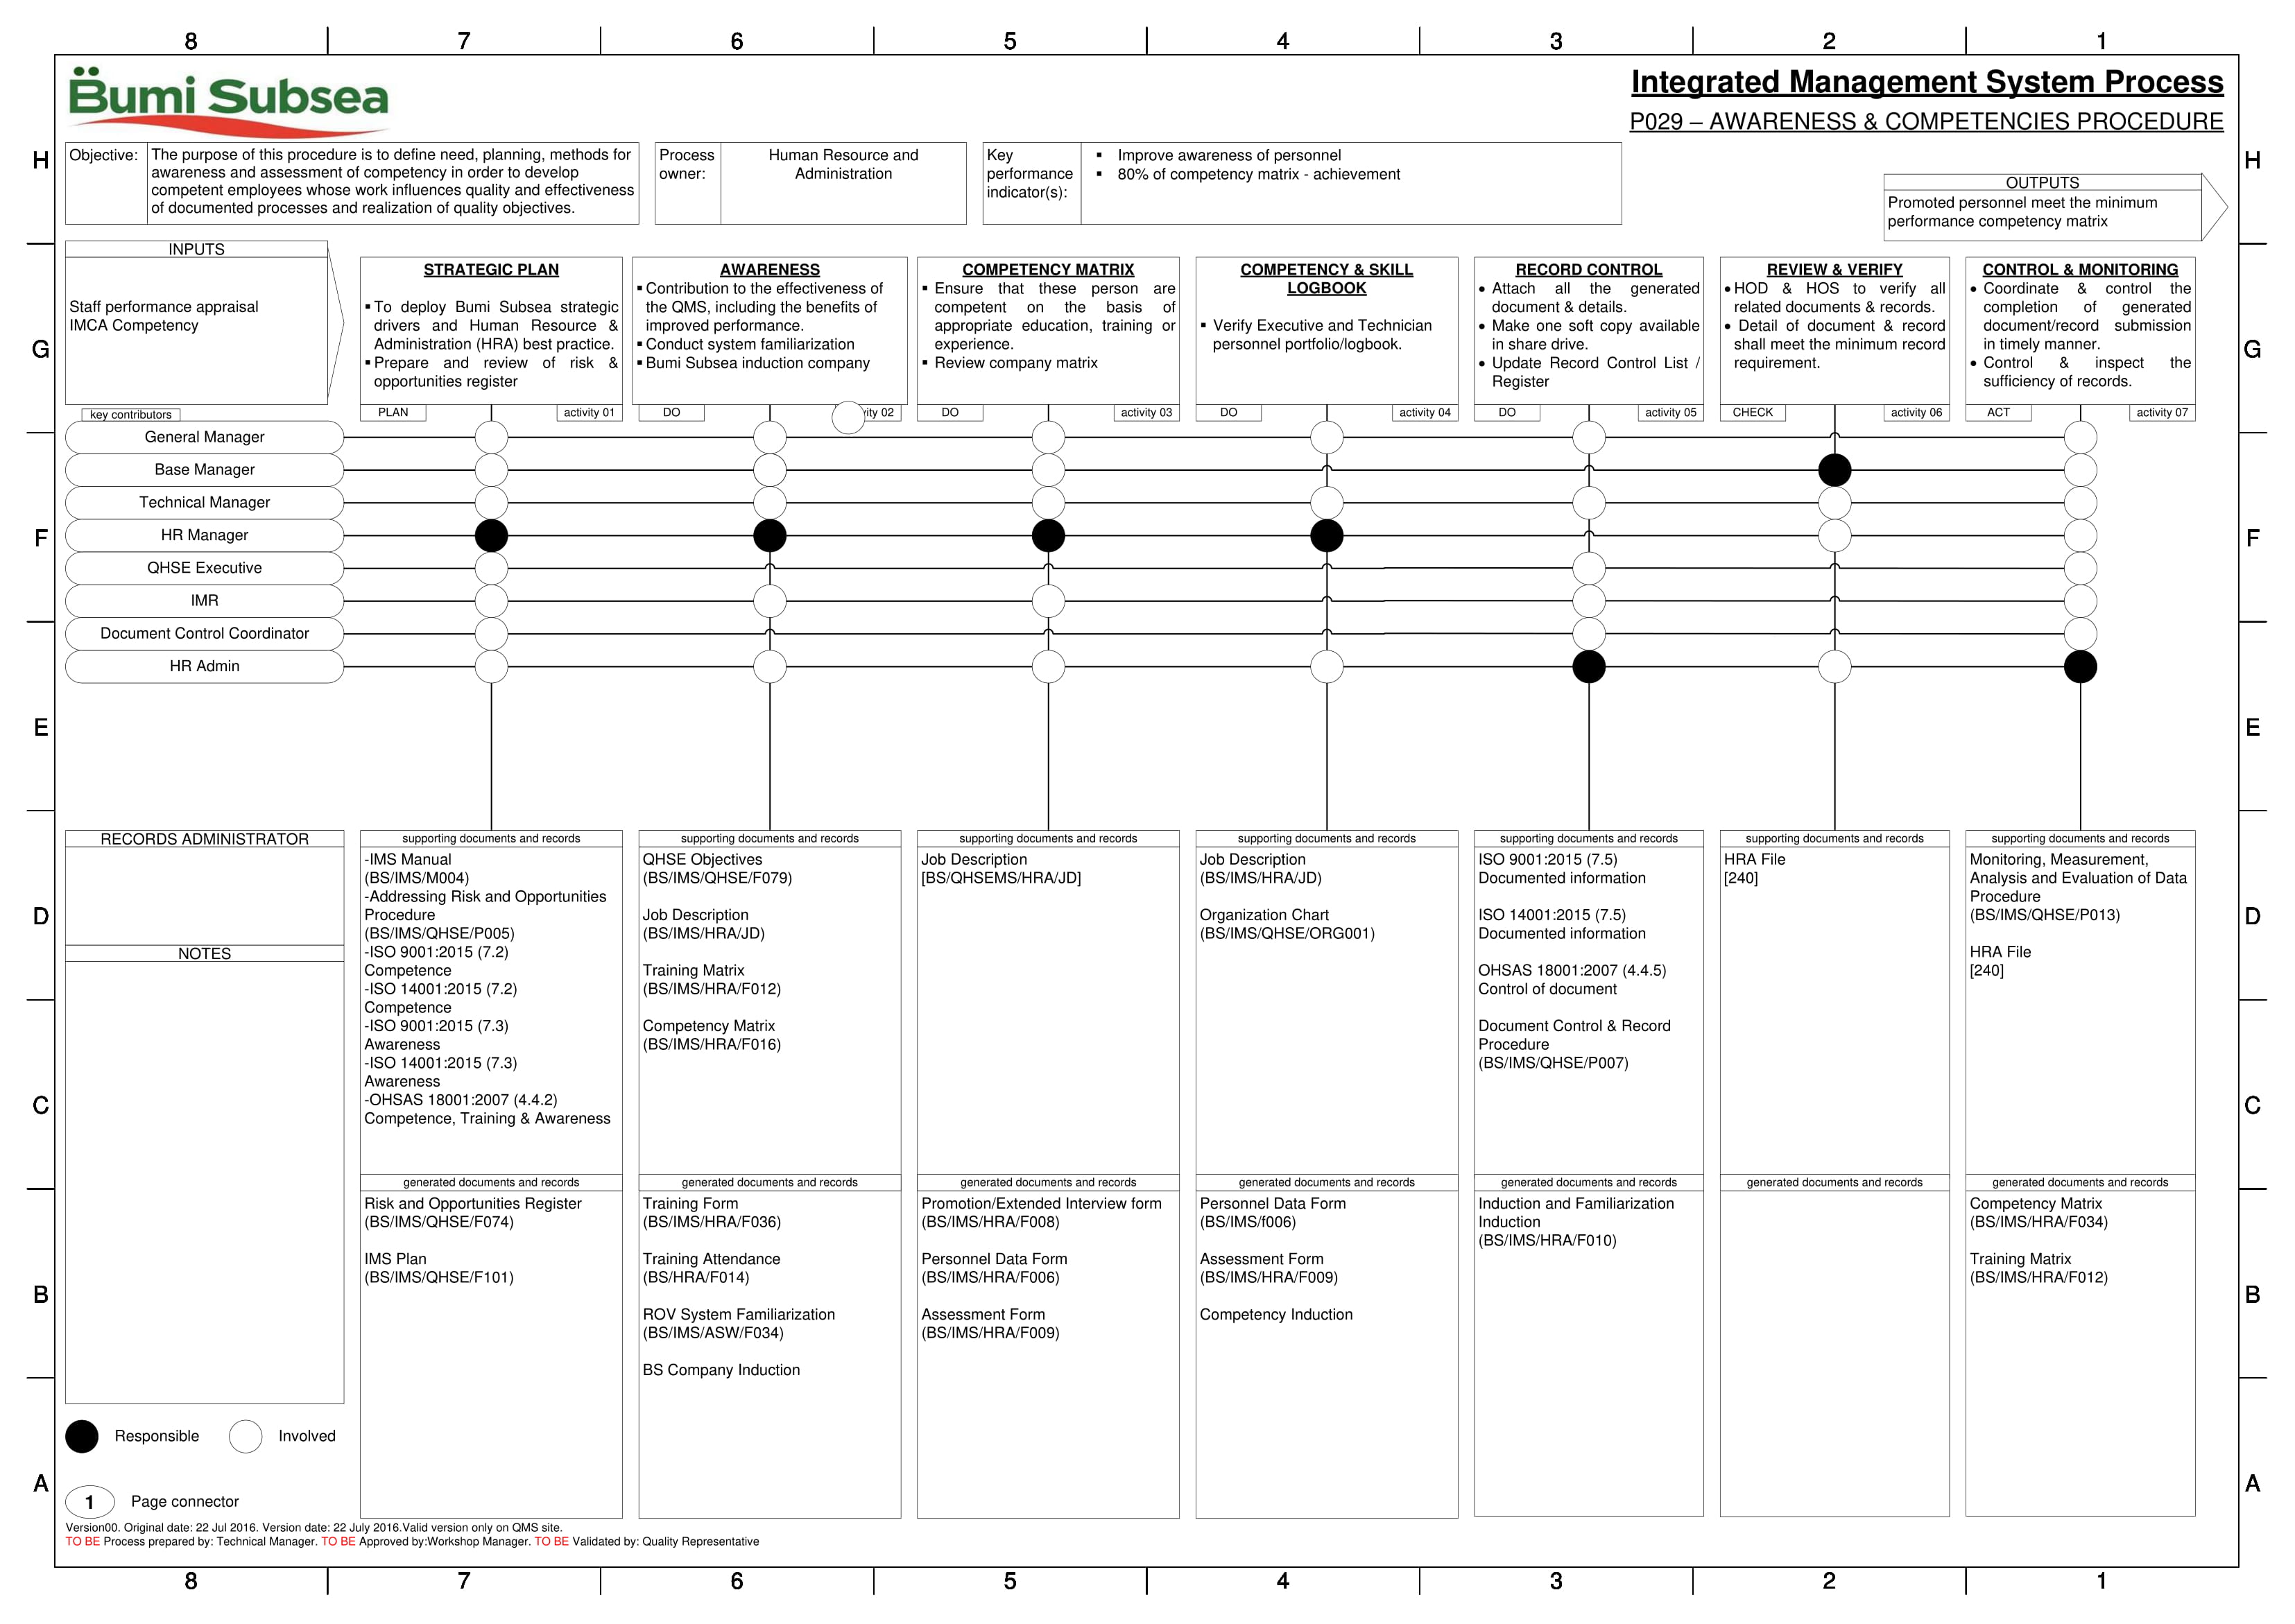 8 7 6 5 4 3 2 1
Bumi Subsea
Integrated Management System Process
P029 – AWARENESS & COMPETENCIES PROCEDURE
H
H
Objective:
The purpose of this procedure is to define need, planning, methods for
awareness and assessment of competency in order to develop
competent employees whose work influences quality and effectiveness
of documented processes and realization of quality objectives.
Process
owner:
Human Resource and
Administration
Key
performance
indicator(s):
▪ Improve awareness of personnel
▪ 80% of competency matrix - achievement
OUTPUTS
Promoted personnel meet the minimum
performance competency matrix
INPUTS
Staff performance appraisal
IMCA Competency
G
G
STRATEGIC PLAN
▪ To deploy Bumi Subsea strategic
drivers and Human Resource &
Administration (HRA) best practice.
▪ Prepare and review of risk &
opportunities register
PLAN
activity 01
AWARENESS
▪ Contribution to the effectiveness of
the QMS, including the benefits of
improved performance.
▪ Conduct system familiarization
▪ Bumi Subsea induction company
DO
vity 02
COMPETENCY MATRIX
▪ Ensure that these person are
competent on the basis of
appropriate education, training or
experience.
▪ Review company matrix
DO
activity 03
COMPETENCY & SKILL
LOGBOOK
▪ Verify Executive and Technician
personnel portfolio/logbook.
DO
activity 04
RECORD CONTROL
• Attach all the generated
document & details.
• Make one soft copy available
in share drive.
• Update Record Control List /
Register
DO
activity 05
REVIEW & VERIFY
• HOD & HOS to verify all
related documents & records.
• Detail of document & record
shall meet the minimum record
requirement.
CHECK
activity 06
CONTROL & MONITORING
• Coordinate & control the
completion of generated
document/record submission
in timely manner.
• Control & inspect the
sufficiency of records.
ACT
activity 07
key contributors
General Manager
Base Manager
Technical Manager
HR Manager
QHSE Executive
IMR
Document Control Coordinator
HR Admin
F
F
E
E
RECORDS ADMINISTRATOR
NOTES
D
D
C
C
supporting documents and records
-IMS Manual
(BS/IMS/M004)
-Addressing Risk and Opportunities
Procedure
(BS/IMS/QHSE/P005)
-ISO 9001:2015 (7.2)
Competence
-ISO 14001:2015 (7.2)
Competence
-ISO 9001:2015 (7.3)
Awareness
-ISO 14001:2015 (7.3)
Awareness
-OHSAS 18001:2007 (4.4.2)
Competence, Training & Awareness
supporting documents and records
QHSE Objectives
(BS/IMS/QHSE/F079)
Job Description
(BS/IMS/HRA/JD)
Training Matrix
(BS/IMS/HRA/F012)
Competency Matrix
(BS/IMS/HRA/F016)
supporting documents and records
Job Description
[BS/QHSEMS/HRA/JD]
supporting documents and records
Job Description
(BS/IMS/HRA/JD)
Organization Chart
(BS/IMS/QHSE/ORG001)
supporting documents and records
ISO 9001:2015 (7.5)
Documented information
ISO 14001:2015 (7.5)
Documented information
OHSAS 18001:2007 (4.4.5)
Control of document
Document Control & Record
Procedure
(BS/IMS/QHSE/P007)
supporting documents and records
HRA File
[240]
supporting documents and records
Monitoring, Measurement,
Analysis and Evaluation of Data
Procedure
(BS/IMS/QHSE/P013)
HRA File
[240]
generated documents and records
Risk and Opportunities Register
(BS/IMS/QHSE/F074)
IMS Plan
(BS/IMS/QHSE/F101)
generated documents and records
Training Form
(BS/IMS/HRA/F036)
Training Attendance
(BS/HRA/F014)
ROV System Familiarization
(BS/IMS/ASW/F034)
BS Company Induction
generated documents and records
Promotion/Extended Interview form
(BS/IMS/HRA/F008)
Personnel Data Form
(BS/IMS/HRA/F006)
Assessment Form
(BS/IMS/HRA/F009)
generated documents and records
Personnel Data Form
(BS/IMS/f006)
Assessment Form
(BS/IMS/HRA/F009)
Competency Induction
generated documents and records
Induction and Familiarization
Induction
(BS/IMS/HRA/F010)
generated documents and records
generated documents and records
Competency Matrix
(BS/IMS/HRA/F034)
Training Matrix
(BS/IMS/HRA/F012)
B
B
A
A
Responsible
Involved
1 Page connector
Version00. Original date: 22 Jul 2016. Version date: 22 July 2016.Valid version only on QMS site.
TO BE Process prepared by: Technical Manager. TO BE Approved by:Workshop Manager. TO BE Validated by: Quality Representative
8 7 6 5 4 3 2 1